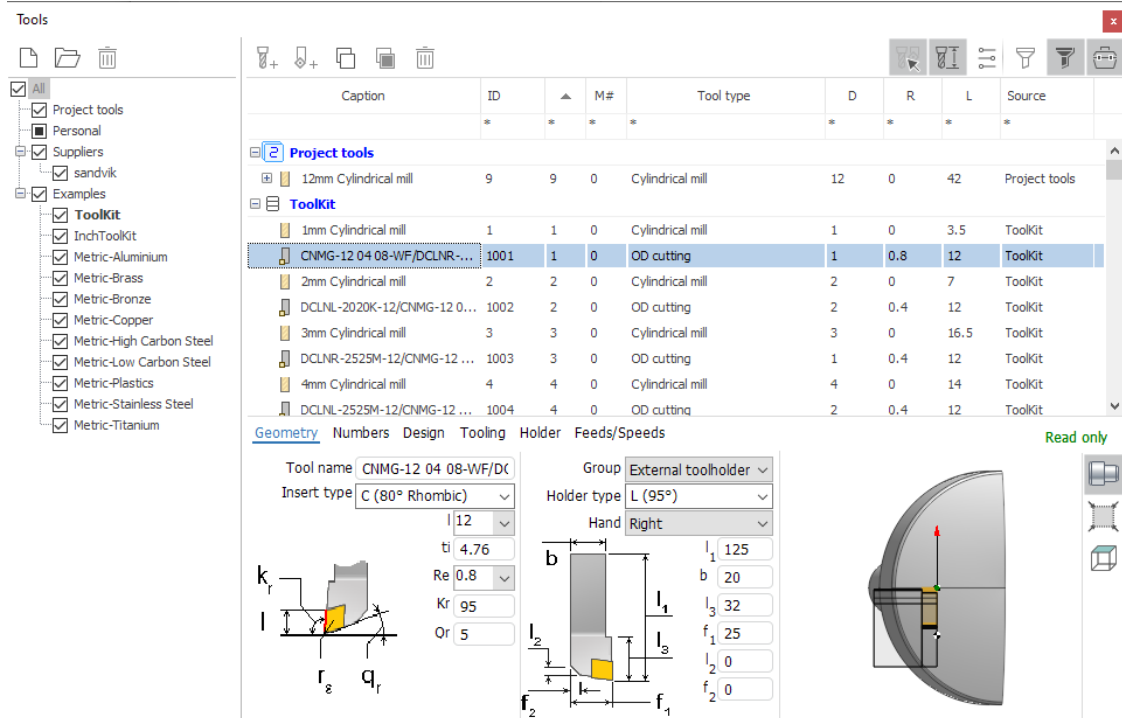 Tools
All
Project tools
Personal
Suppliers
sandvik
Examples
ToolKit
InchToolKit
Metric-Aluminium
Metric-Brass
Metric-Bronze
Metric-Copper
Metric-High Carbon Steel
Metric-Low Carbon Steel
Metric-Plastics
Metric-Stainless Steel
Metric-Titanium
Caption ID M# Tool type D R L Source
* * * * * * * *
Project tools
12mm Cylindrical mill 9 9 0 Cylindrical mill 12 0 42 Project tools
ToolKit
1mm Cylindrical mill 1 1 0 Cylindrical mill 1 0 3.5 ToolKit
CNMG-12 04 08-WF/DCLNR-... 1001 1 0 OD cutting 1 0.8 12 ToolKit
2mm Cylindrical mill 2 2 0 Cylindrical mill 2 0 7 ToolKit
DCLNL-2020K-12/CNMG-12 0... 1002 2 0 OD cutting 2 0.4 12 ToolKit
3mm Cylindrical mill 3 3 0 Cylindrical mill 3 0 16.5 ToolKit
DCLNR-2525M-12/CNMG-12 ... 1003 3 0 OD cutting 1 0.4 12 ToolKit
4mm Cylindrical mill 4 4 0 Cylindrical mill 4 0 14 ToolKit
DCLNL-2525M-12/CNMG-12 ... 1004 4 0 OD cutting 2 0.4 12 ToolKit
Geometry Numbers Design Tooling Holder Feeds/Speeds
Read only
Tool name CNMG-12 04 08-WF/D(
Insert type C (80° Rhombic)
l 12
ti 4.76
Re 0.8
Kr 95
Or 5
kr
l
rε
qr
Group External toolholder
Holder type L (95°)
Hand Right
l1 125
b 20
l3 32
f1 25
l2 0
f2 0
b
l1
l3
l2
l
f2
f1